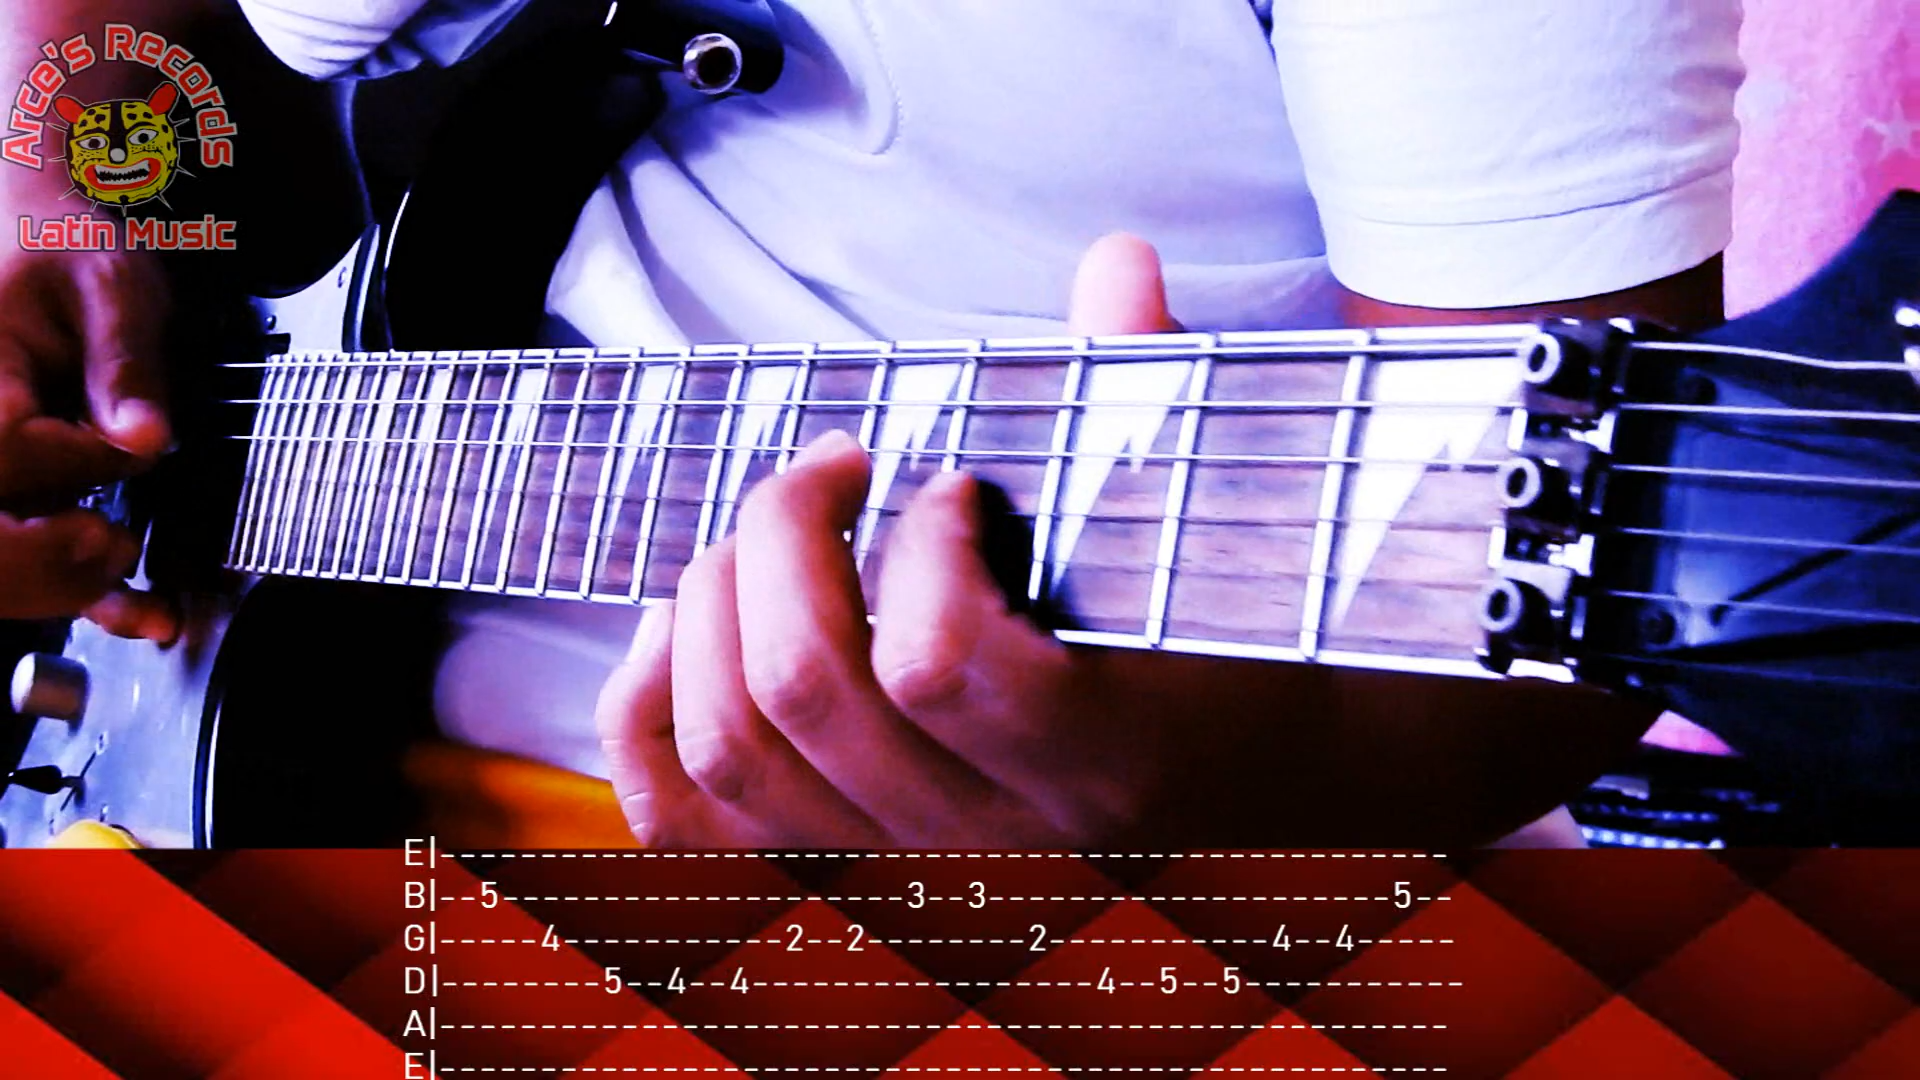 Arce's Records
Latin Music
E|--------------------------------------------------
B|--5--------------------3--3--------------------5--
G|-----4-----------2--2--------2-----------4--4-----
D|--------5--4--4-----------------4--5--5-----------
A|--------------------------------------------------
E|--------------------------------------------------